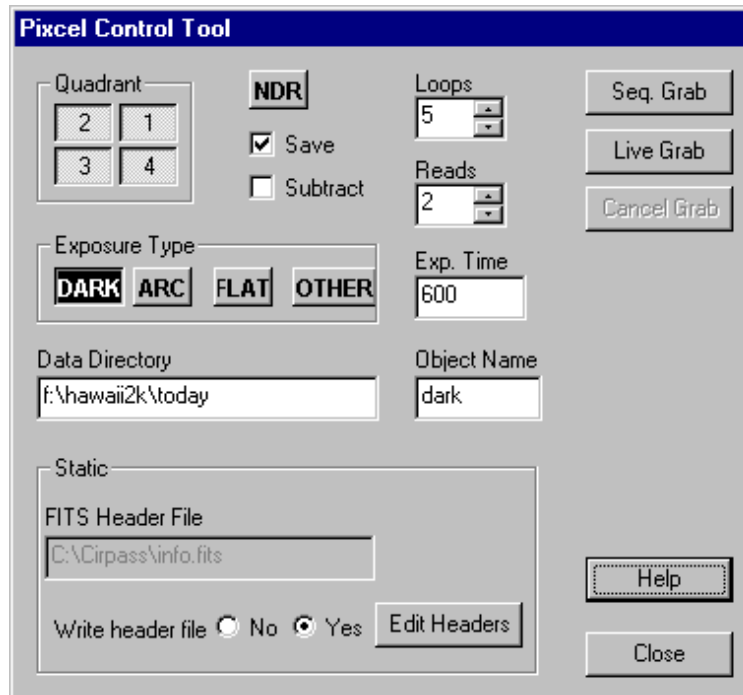 Pixcel Control Tool
Quadrant
2 1
3 4
NDR
Save
Subtract
Loops
5
Reads
2
Seq. Grab
Live Grab
Cancel Grab
Exposure Type
DARK ARC FLAT OTHER
Exp. Time
600
Data Directory
f:\hawaii2k\today
Object Name
dark
Static
FITS Header File
C:\Cirpass\info.fits
Write header file No Yes Edit Headers
Help
Close